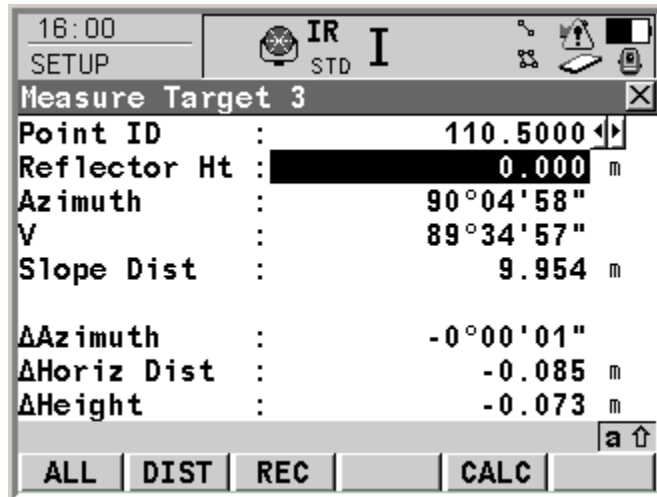 16:00
SETUP
IR
STD
I
Measure Target 3
Point ID : 110.5000
Reflector Ht : 0.000 m
Azimuth : 90°04'58"
V : 89°34'57"
Slope Dist : 9.954 m
ΔAzimuth : -0°00'01"
ΔHoriz Dist : -0.085 m
ΔHeight : -0.073 m
a
ALL DIST REC CALC